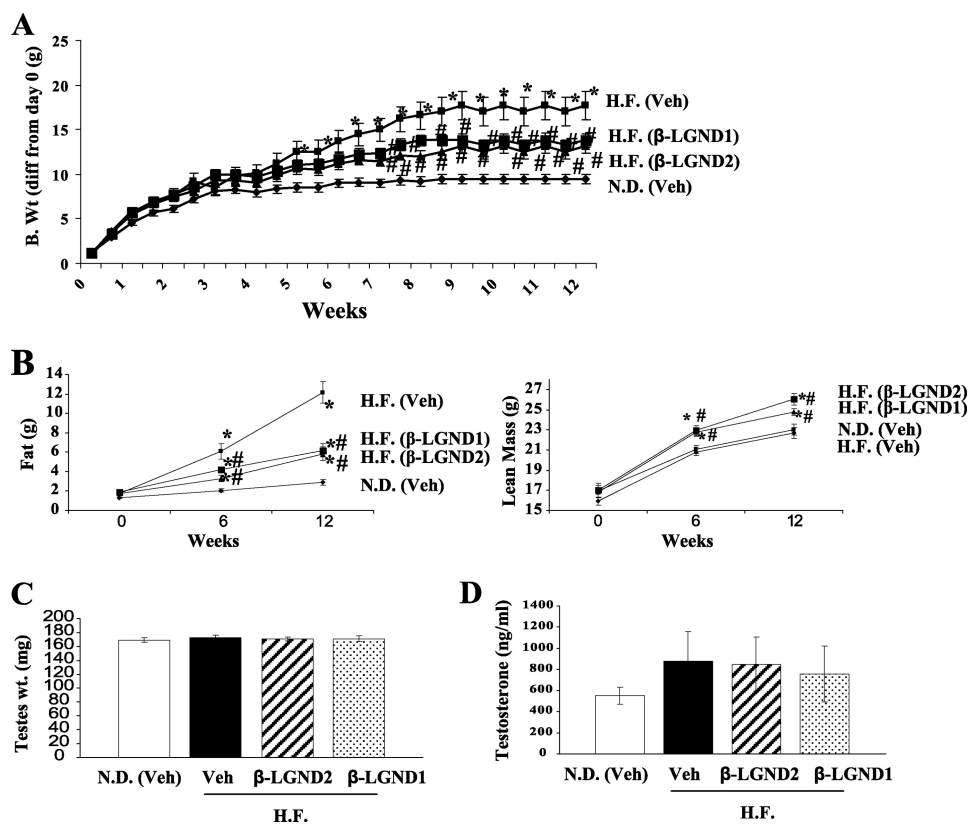 A
B. Wt (diff from day 0 (g)
25
20
15
10
5
0
0 1 2 3 4 5 6 7 8 9 10 11 12
Weeks
H.F. (Veh)
H.F. (β-LGND1)
H.F. (β-LGND2)
N.D. (Veh)
* * * * * * * * * * * * * * *
# # # # # # # # # #
# # # # # # # # # #
B
Fat (g)
14
12
10
8
6
4
2
0
0 6 12
Weeks
* *
*# *#
*# *#
H.F. (Veh)
H.F. (β-LGND1)
H.F. (β-LGND2)
N.D. (Veh)
Lean Mass (g)
27
25
23
21
19
17
15
0 6 12
Weeks
*# *#
*# *#
H.F. (β-LGND2)
H.F. (β-LGND1)
N.D. (Veh)
H.F. (Veh)
C
Testes wt. (mg)
200
180
160
140
120
100
80
60
40
20
0
N.D. (Veh) Veh β-LGND2 β-LGND1
H.F.
D
Testosterone (ng/ml)
1400
1200
1000
800
600
400
200
0
N.D. (Veh) Veh β-LGND2 β-LGND1
H.F.